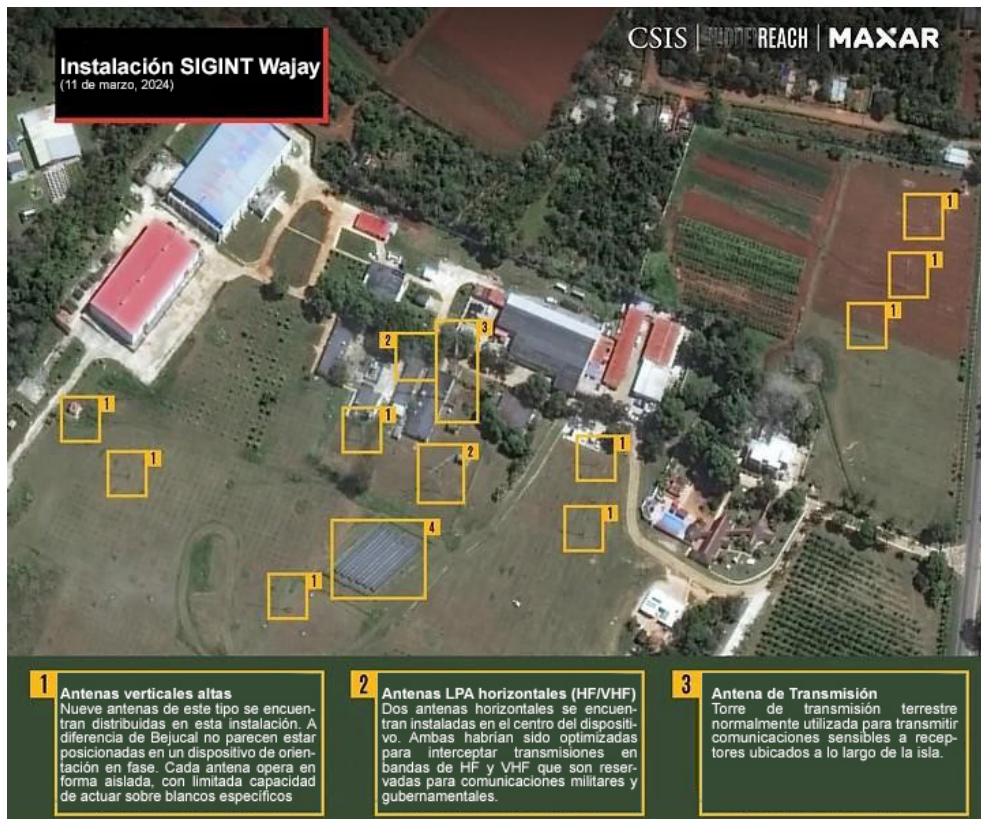 CSIS | HIDDENREACH | MAXAR
Instalación SIGINT Wajay
(11 de marzo, 2024)
1
1
1
3
2
1
1
1
2
1
1
4
1
1
Antenas verticales altas
Nueve antenas de este tipo se encuen-
tran distribuidas en esta instalación. A
diferencia de Bejucal no parecen estar
posicionadas en un dispositivo de orien-
tación en fase. Cada antena opera en
forma aislada, con limitada capacidad
de actuar sobre blancos específicos
2
Antenas LPA horizontales (HF/VHF)
Dos antenas horizontales se encuen-
tran instaladas en el centro del dispositi-
vo. Ambas habrían sido optimizadas
para interceptar transmisiones en
bandas de HF y VHF que son reser-
vadas para comunicaciones militares y
gubernamentales.
3
Antena de Transmisión
Torre de transmisión terrestre
normalmente utilizada para transmitir
comunicaciones sensibles a recep-
tores ubicados a lo largo de la isla.